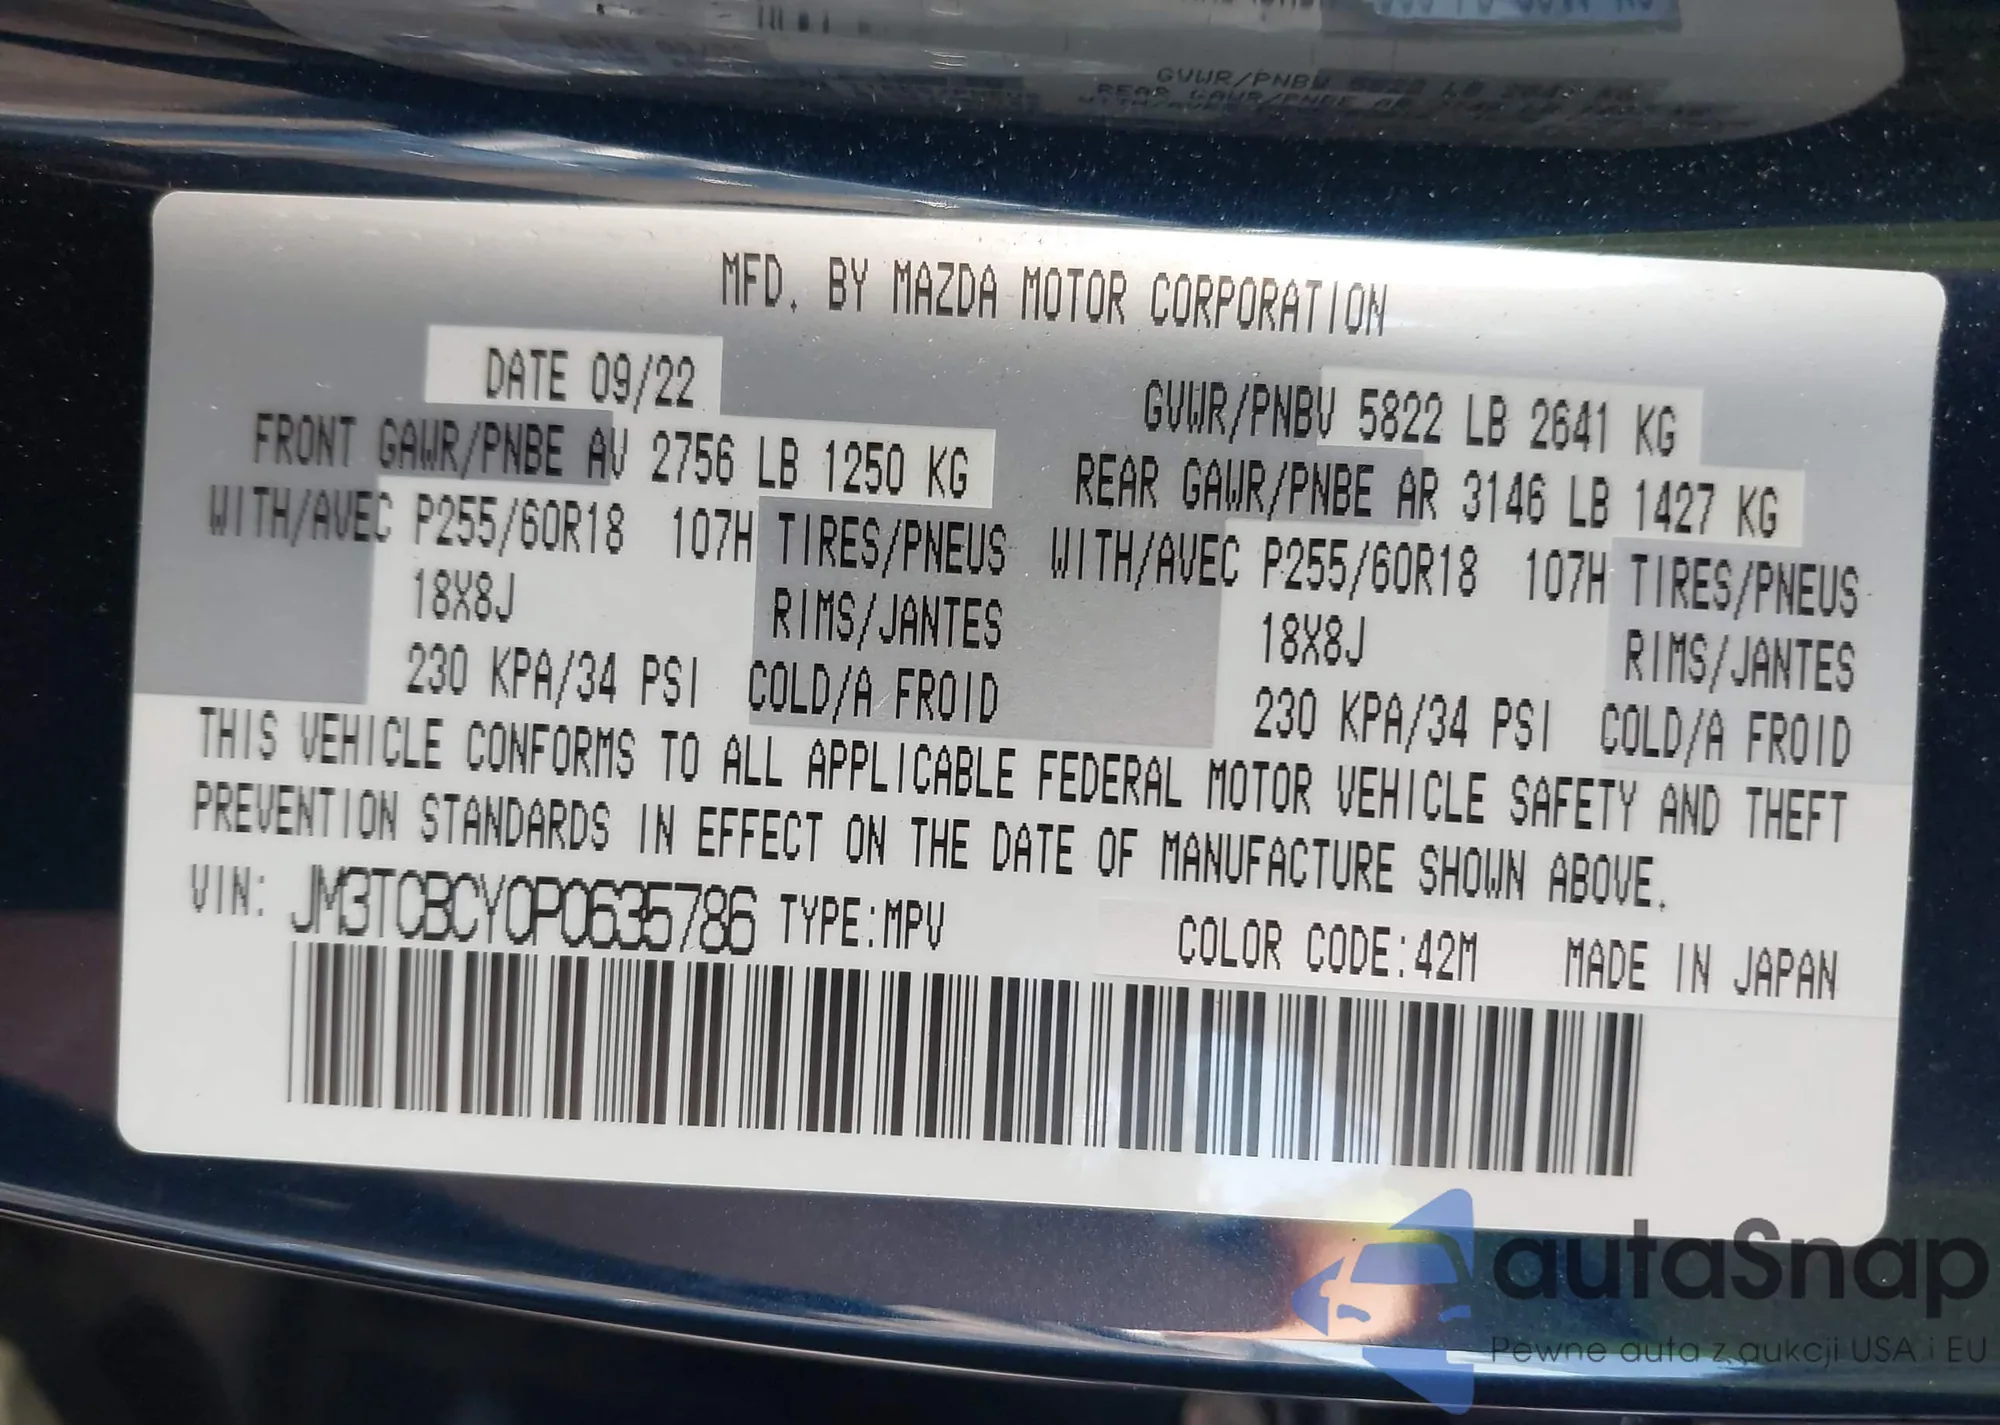 GVWR/PNBV
MFD. BY MAZDA MOTOR CORPORATION
DATE 09/22
GVWR/PNBV 5822 LB 2641 KG
FRONT GAWR/PNBE AV 2756 LB 1250 KG
REAR GAWR/PNBE AR 3146 LB 1427 KG
WITH/AVEC P255/60R18 107H TIRES/PNEUS
WITH/AVEC P255/60R18 107H TIRES/PNEUS
18X8J RIMS/JANTES
18X8J RIMS/JANTES
230 KPA/34 PSI COLD/A FROID
230 KPA/34 PSI COLD/A FROID
THIS VEHICLE CONFORMS TO ALL APPLICABLE FEDERAL MOTOR VEHICLE SAFETY AND THEFT
PREVENTION STANDARDS IN EFFECT ON THE DATE OF MANUFACTURE SHOWN ABOVE.
VIN: JM3TCBCY0P0635786 TYPE:MPV COLOR CODE:42M MADE IN JAPAN
autaSnap
Pewne auta z aukcji USA i EU